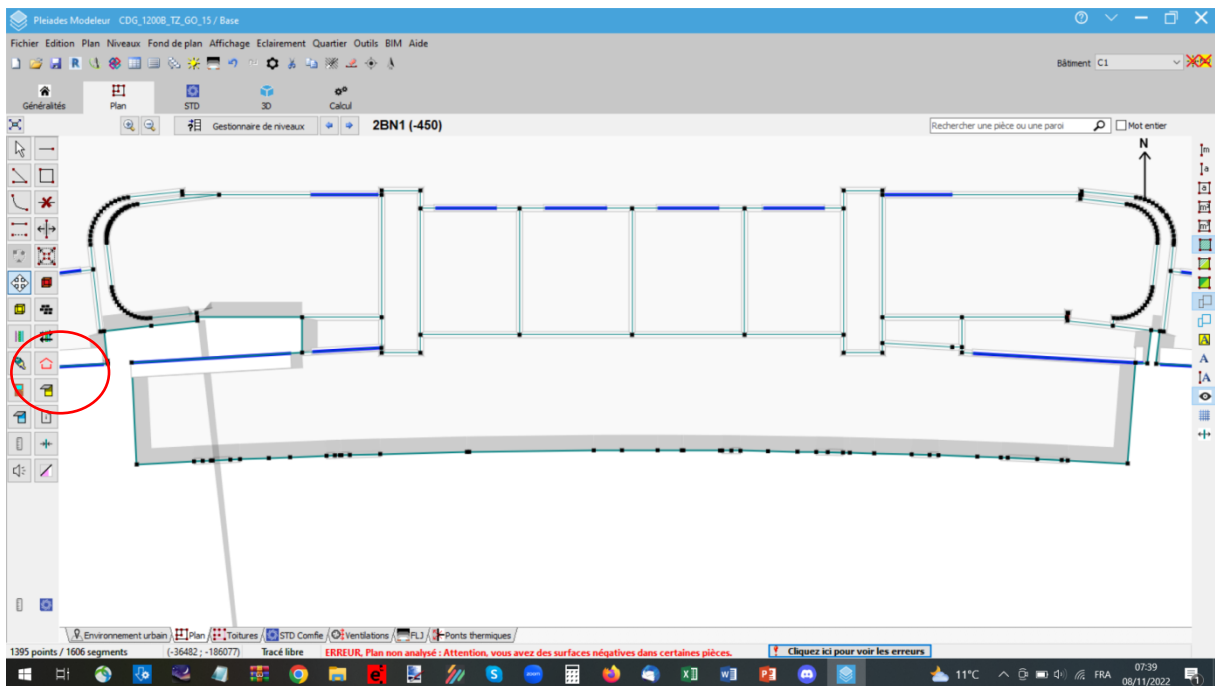 Pleiades Modeleur CDG_1200B_TZ_GO_15 / Base
Fichier Edition Plan Niveaux Fond de plan Affichage Eclairement Quartier Outils BIM Aide
Bâtiment C1
Généralités Plan STD 3D Calcul
Gestionnaire de niveaux 2BN1 (-450) Rechercher une pièce ou une paroi Mot entier
N
Environnement urbain Plan Toitures STD Comfie Ventilations FLJ Ponts thermiques
1395 points / 1606 segments (-36482 ; -186077) Tracé libre ERREUR, Plan non analysé : Attention, vous avez des surfaces négatives dans certaines pièces. Cliquez ici pour voir les erreurs
11°C FRA 07:39
08/11/2022